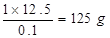 1 × 12 . 5
0.1
= 125 g